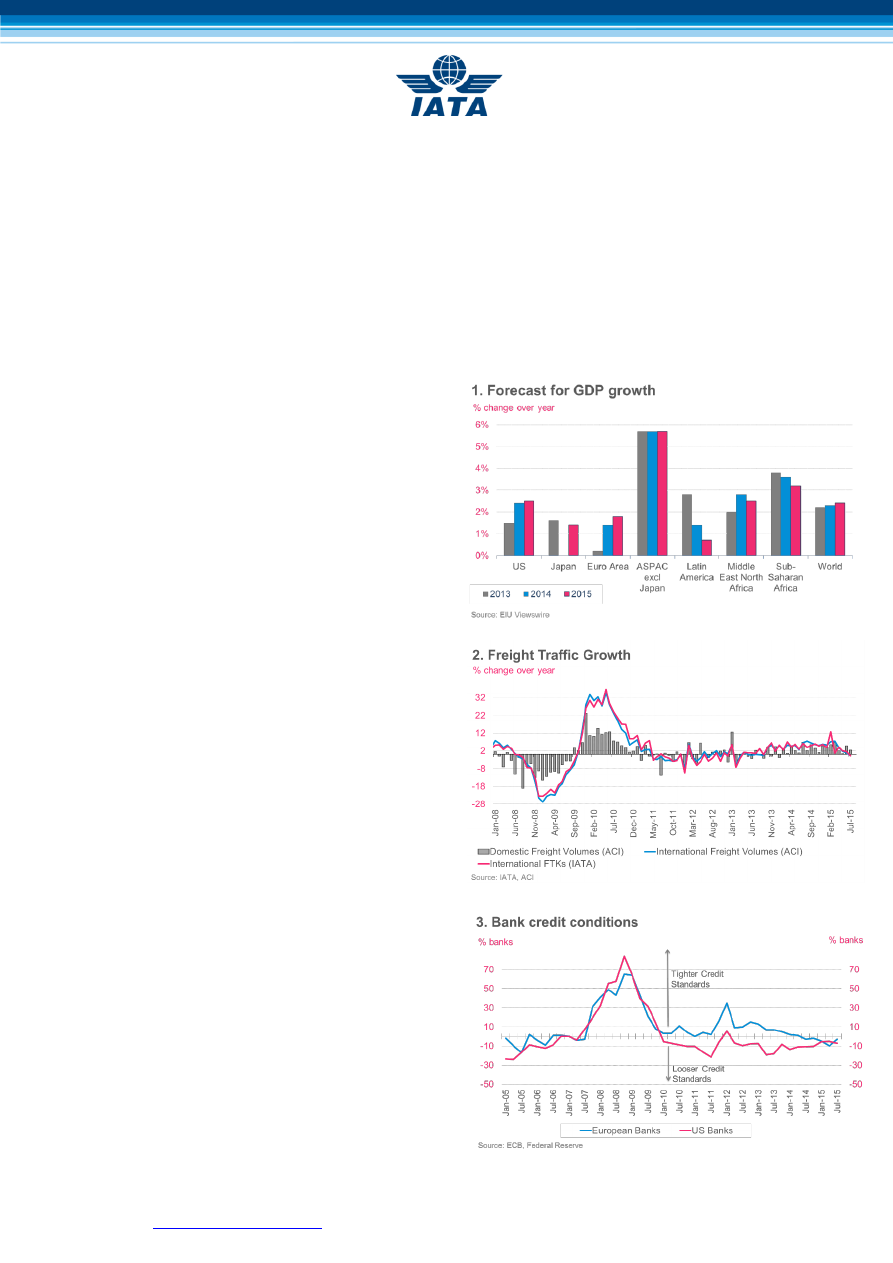 IATA
1. Forecast for GDP growth
% change over year
6%
5%
4%
3%
2%
1%
0%
US Japan Euro Area ASPAC excl Japan Latin America Middle East North Africa Sub-Saharan Africa World
2013 2014 2015
Source: EIU Viewswire
2. Freight Traffic Growth
% change over year
32
22
12
2
-8
-18
-28
Jan-08 Jun-08 Nov-08 Apr-09 Sep-09 Feb-10 Jul-10 Dec-10 May-11 Oct-11 Mar-12 Aug-12 Jan-13 Jun-13 Nov-13 Apr-14 Sep-14 Feb-15 Jul-15
Domestic Freight Volumes (ACI) International Freight Volumes (ACI)
International FTKs (IATA)
Source: IATA, ACI
3. Bank credit conditions
% banks % banks
70 70
50 50
30 30
10 10
-10 -10
-30 -30
-50 -50
Tighter Credit
Standards
Looser Credit
Standards
Jan-05 Jul-05 Jan-06 Jul-06 Jan-07 Jul-07 Jan-08 Jul-08 Jan-09 Jul-09 Jan-10 Jul-10 Jan-11 Jul-11 Jan-12 Jul-12 Jan-13 Jul-13 Jan-14 Jul-14 Jan-15 Jul-15
European Banks US Banks
Source: ECB, Federal Reserve